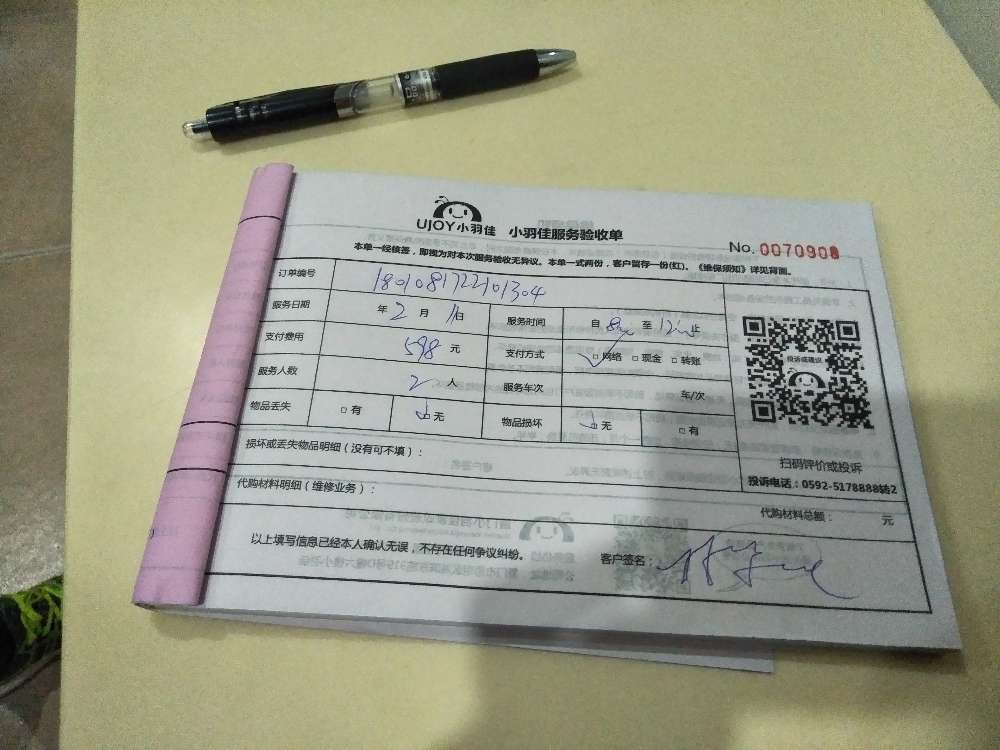 UJOY小羽佳 小羽佳服务验收单
No. 0070908
本单一经核签，即视为对本次服务验收无异议。本单一式两份，客户留存一份(红)。《维保须知》详见背面。
订单编号 1801081722101304
服务日期 年 2 月 11 日 服务时间 自 8 至 12 止
支付费用 598 元 支付方式 ☑网络 □现金 □转账
服务人数 2 人 服务车次 车/次
物品丢失 □有 ☑无 物品损坏 ☑无 □有
投诉或建议
扫码评价或投诉
投诉电话：0592-5178888转2
损坏或丢失物品明细（没有可不填）：
代购材料明细（维修业务）：
代购材料总额： 元
以上填写信息已经本人确认无误，不存在任何争议纠纷。
客户签名：